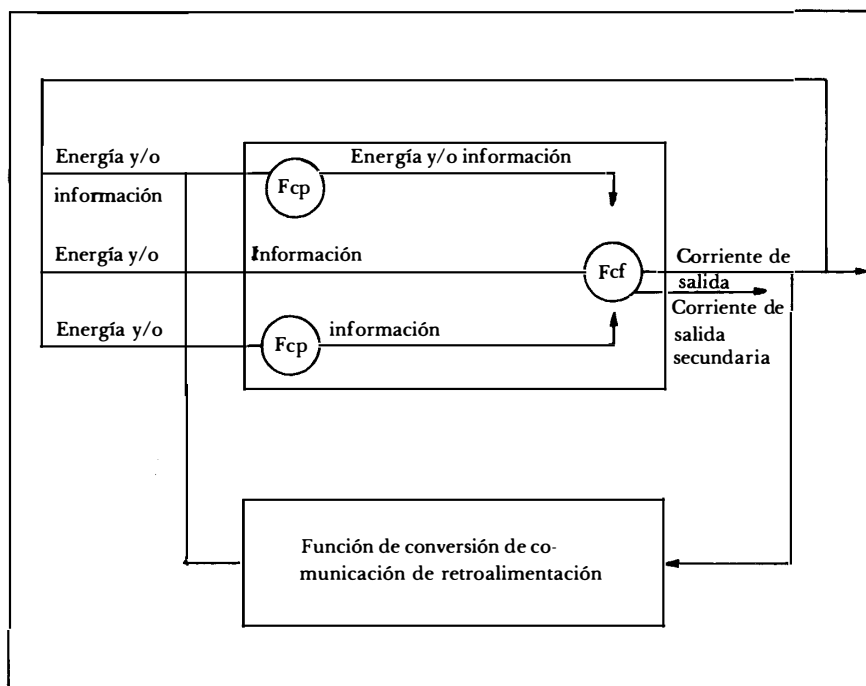 Energía y/o
información
Fcp
Energía y/o información
Energía y/o
Información
Fcf
Corriente de
salida
Corriente de
salida
secundaria
Energía y/o
Fcp
información
Función de conversión de co-
municación de retroalimentación